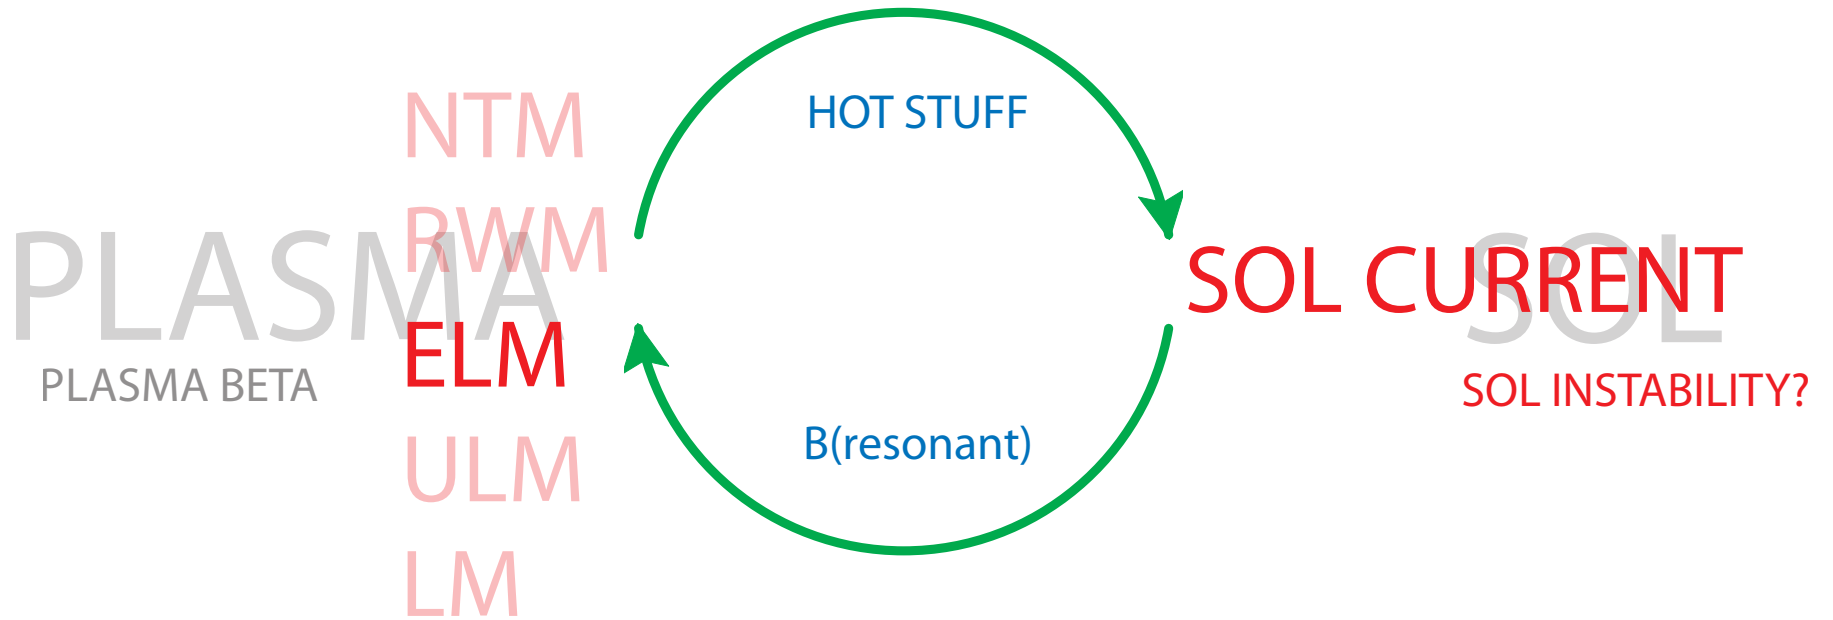 HOT STUFF
NTM
RWM
PLASMA
ELM
PLASMA BETA
ULM
LM
B(resonant)
SOL CURRENT
SOL
SOL INSTABILITY?